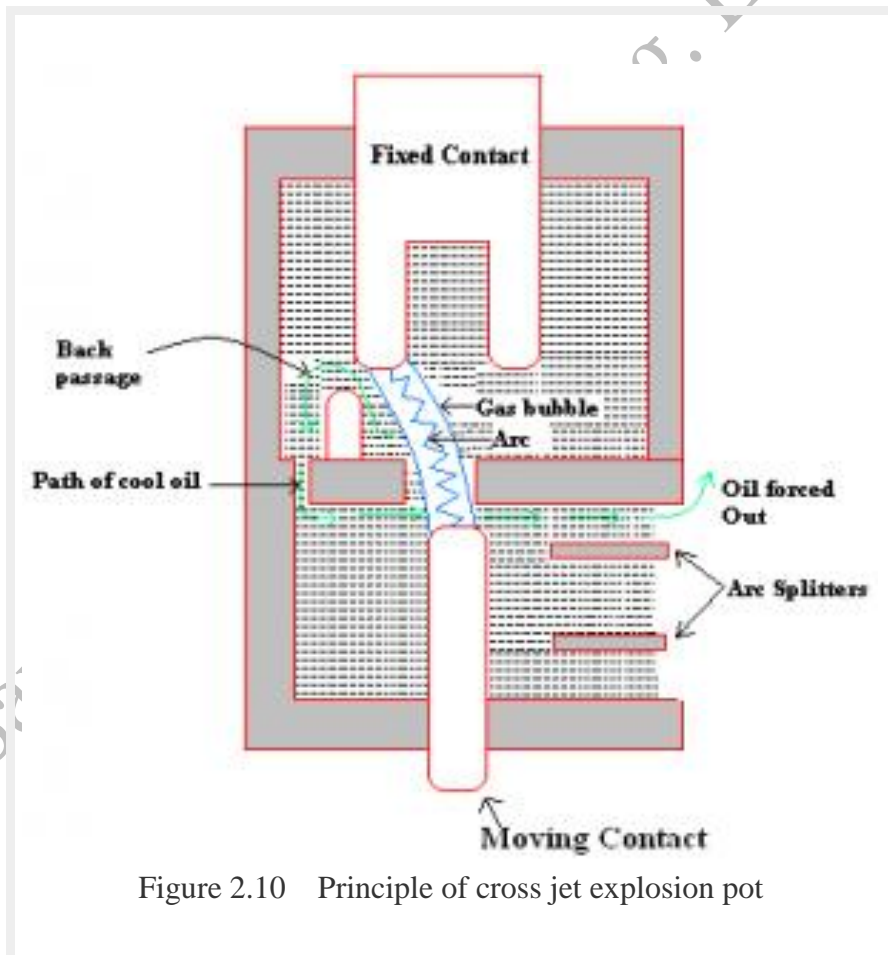 Fixed Contact
Back
passage
Gas bubble
Arc
Path of cool oil
Oil forced
Out
Arc Splitters
Moving Contact
Figure 2.10 Principle of cross jet explosion pot